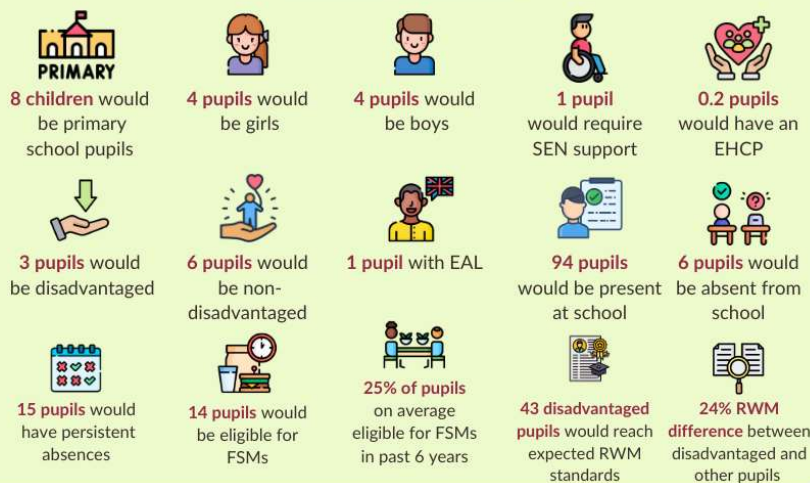 PRIMARY
8 children would
be primary
school pupils
4 pupils would
be girls
4 pupils would
be boys
1 pupil
would require
SEN support
0.2 pupils
would have an
EHCP
3 pupils would
be disadvantaged
6 pupils would
be non-
disadvantaged
1 pupil with EAL
94 pupils
would be present
at school
6 pupils would
be absent from
school
15 pupils would
have persistent
absences
14 pupils would
be eligible for
FSMs
25% of pupils
on average
eligible for FSMs
in past 6 years
43 disadvantaged
pupils would reach
expected RWM
standards
24% RWM
difference between
disadvantaged and
other pupils